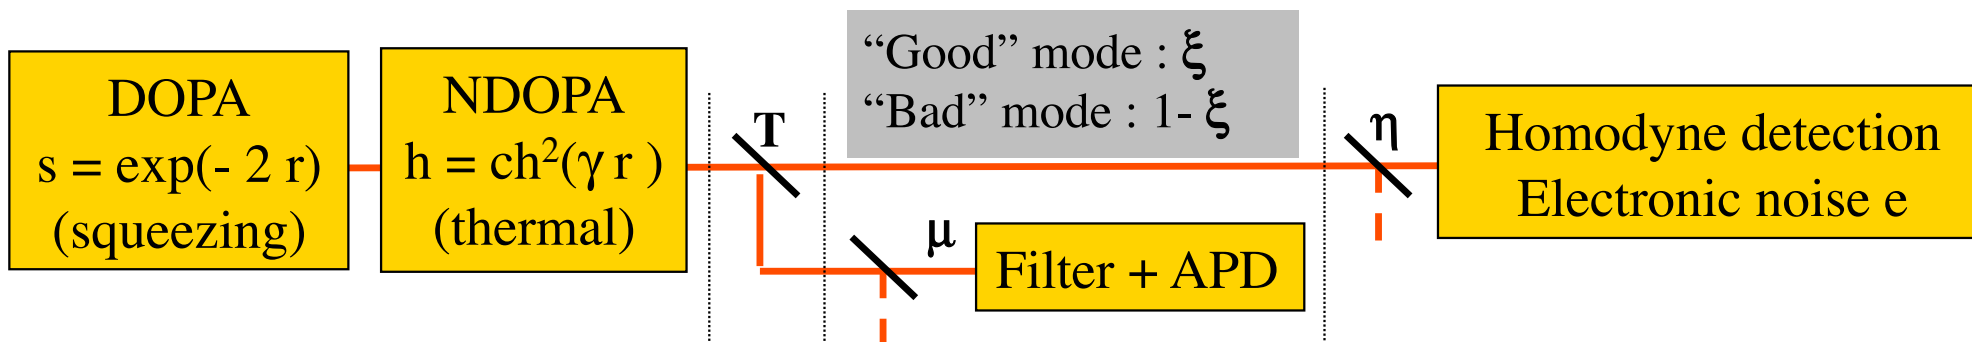 DOPA
s = exp(- 2 r)
(squeezing)
NDOPA
h = ch²(γ r )
(thermal)
T
“Good” mode : ξ
“Bad” mode : 1- ξ
μ
Filter + APD
η
Homodyne detection
Electronic noise e